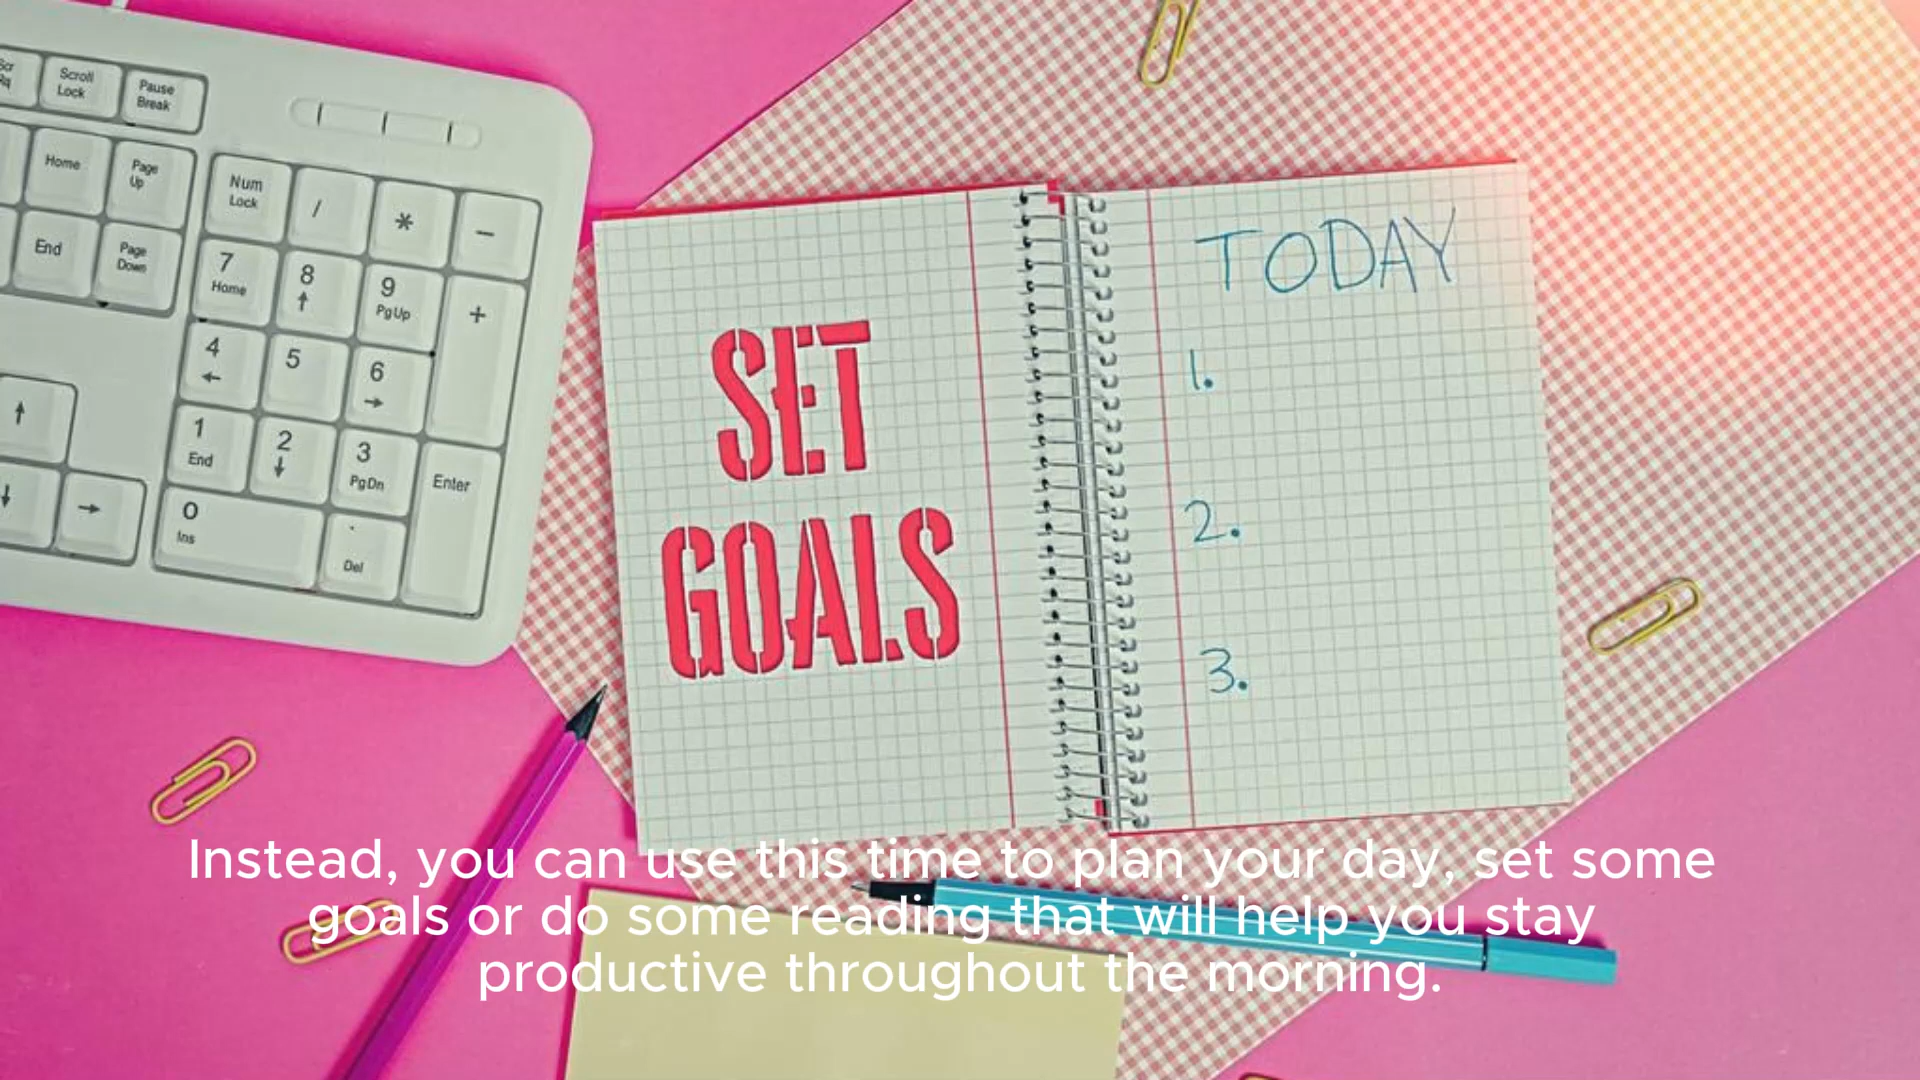 Scroll
Lock
Pause
Break
Home
Page
Up
End
Page
Down
Num
Lock
/
*
−
7
Home
8
↑
9
PgUp
+
4
←
5
6
→
1
End
2
↓
3
PgDn
Enter
0
Ins
.
Del
↑
↓
→
SET
GOALS
TODAY
1.
2.
3.
Instead, you can use this time to plan your day, set some
goals or do some reading that will help you stay
productive throughout the morning.